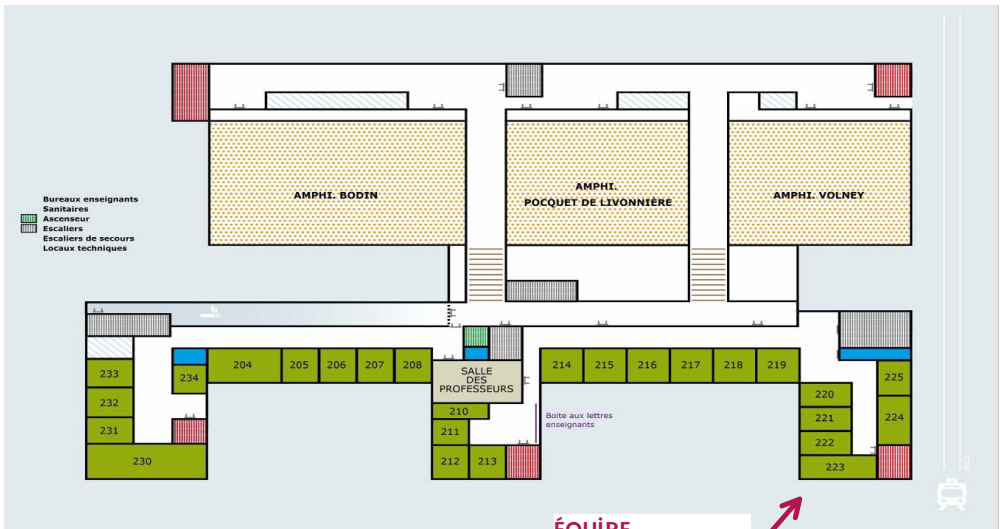 AMPHI. BODIN
AMPHI.
POCQUET DE LIVONNIÈRE
AMPHI. VOLNEY
Bureaux enseignants
Sanitaires
Ascenseur
Escaliers
Escaliers de secours
Locaux techniques
233
232
231
230
234
204
205
206
207
208
SALLE
DES
PROFESSEURS
210
211
212
213
Boite aux lettres
enseignants
214
215
216
217
218
219
220
221
222
223
225
224
ÉQUIPE